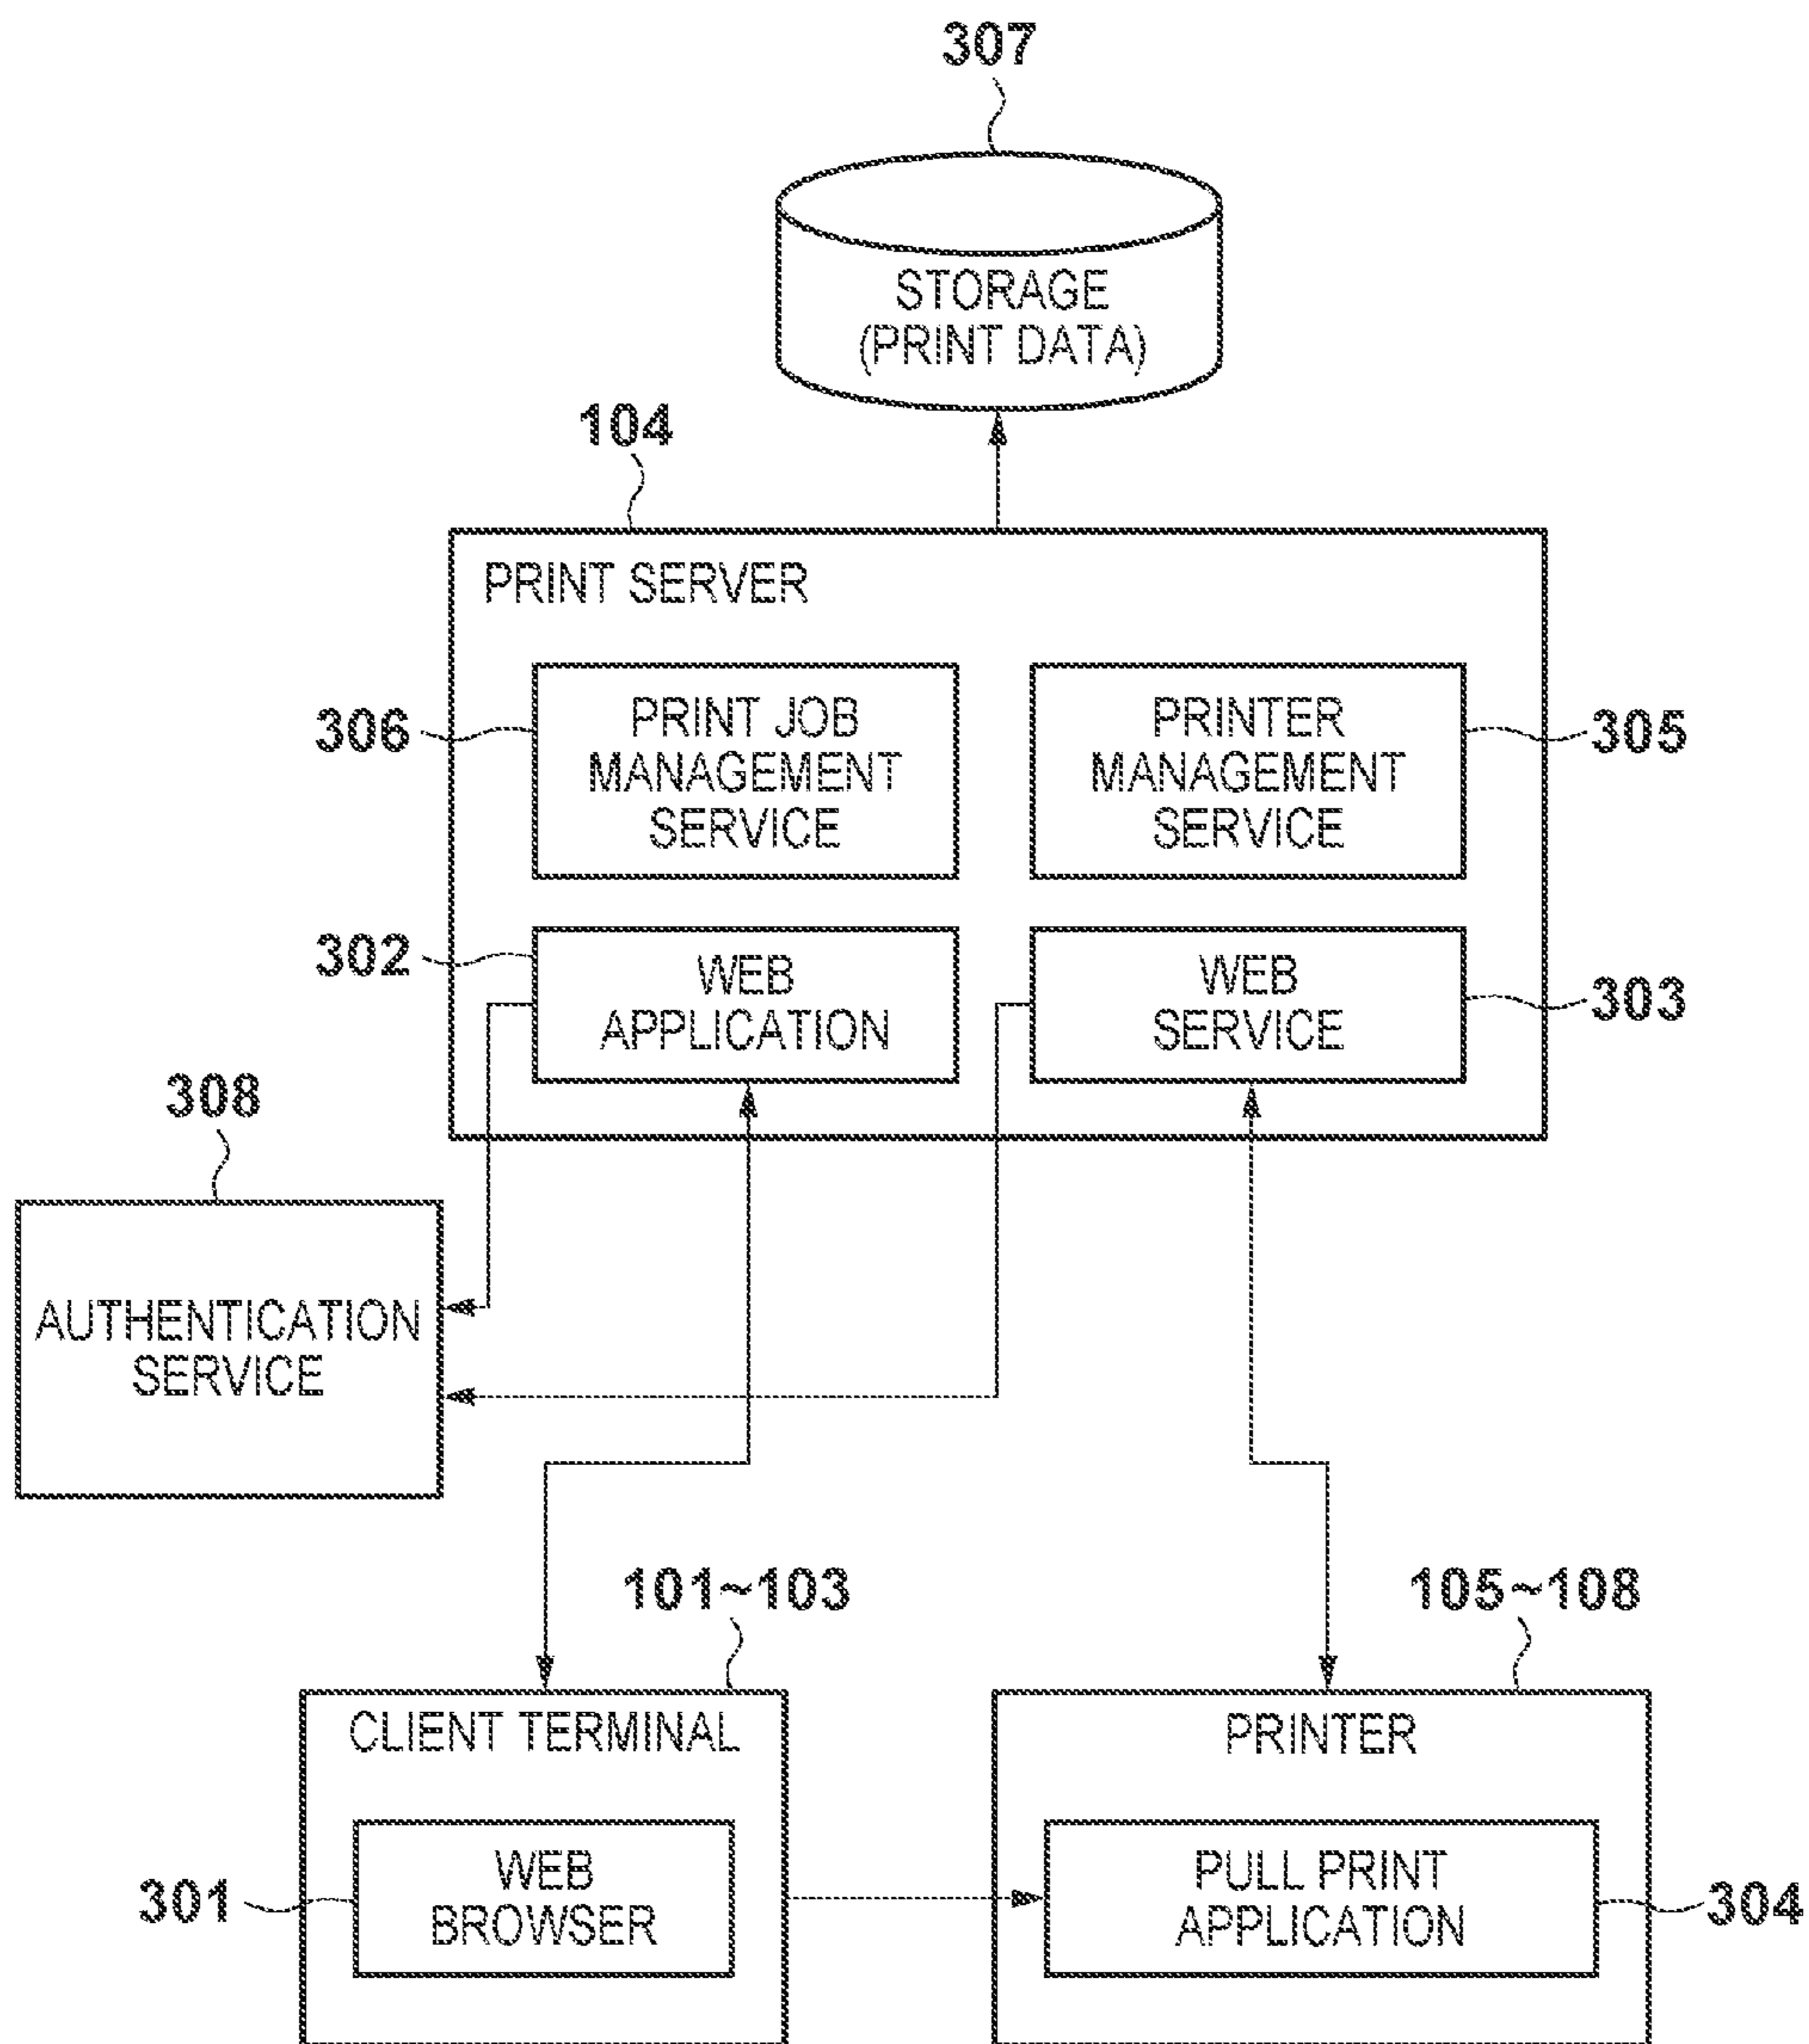 307
STORAGE
(PRINT DATA)
104
PRINT SERVER
306
PRINT JOB
MANAGEMENT
SERVICE
PRINTER
MANAGEMENT
SERVICE
305
302
WEB
APPLICATION
WEB
SERVICE
303
308
AUTHENTICATION
SERVICE
101~103
105~108
CLIENT TERMINAL
PRINTER
301
WEB
BROWSER
PULL PRINT
APPLICATION
304